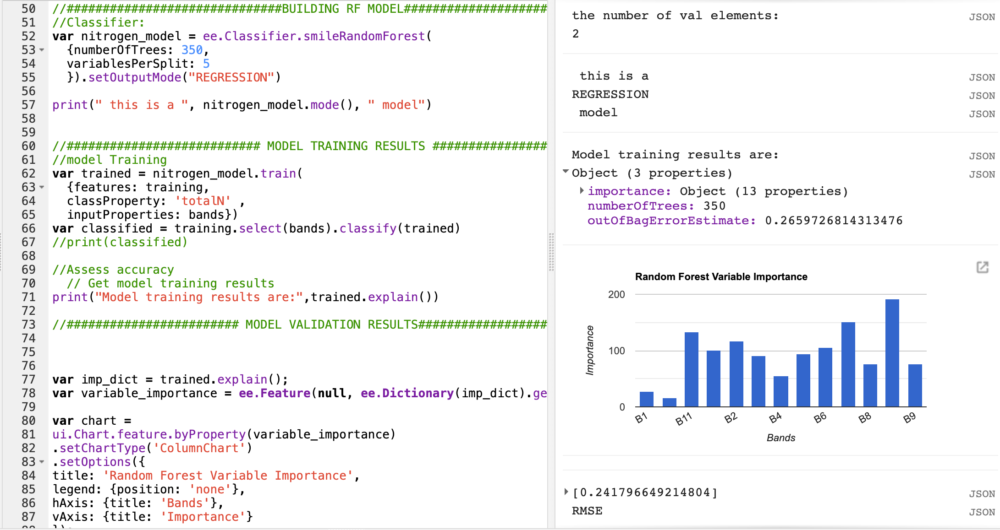 50 //##############################BUILDING RF MODEL####################
51 //Classifier:
52 var nitrogen_model = ee.Classifier.smileRandomForest(
53 {numberOfTrees: 350,
54 variablesPerSplit: 5
55 }).setOutputMode("REGRESSION")
56
57 print(" this is a ", nitrogen_model.mode(), " model")
58
59
60 //########################### MODEL TRAINING RESULTS ################
61 //model Training
62 var trained = nitrogen_model.train(
63 {features: training,
64 classProperty: 'totalN' ,
65 inputProperties: bands})
66 var classified = training.select(bands).classify(trained)
67 //print(classified)
68
69 //Assess accuracy
70 // Get model training results
71 print("Model training results are:",trained.explain())
72
73 //######################## MODEL VALIDATION RESULTS##################
74
75
76
77 var imp_dict = trained.explain();
78 var variable_importance = ee.Feature(null, ee.Dictionary(imp_dict).ge
79
80 var chart =
81 ui.Chart.feature.byProperty(variable_importance)
82 .setChartType('ColumnChart')
83 .setOptions({
84 title: 'Random Forest Variable Importance',
85 legend: {position: 'none'},
86 hAxis: {title: 'Bands'},
87 vAxis: {title: 'Importance'}
the number of val elements: JSON
2
this is a JSON
REGRESSION JSON
model JSON
Model training results are: JSON
Object (3 properties) JSON
importance: Object (13 properties)
numberOfTrees: 350
outOfBagErrorEstimate: 0.2659726814313476
Random Forest Variable Importance
200
100
0
Importance
B1 B11 B2 B4 B6 B8 B9
Bands
[0.241796649214804] JSON
RMSE JSON